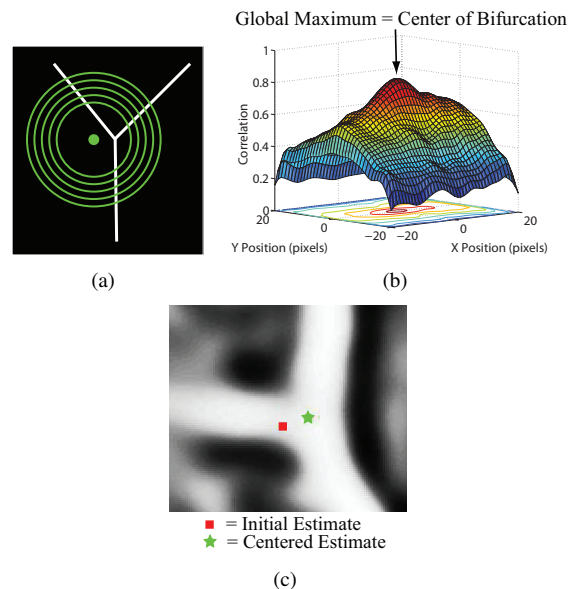 Global Maximum = Center of Bifurcation
1
0.8
0.6
0.4
0.2
0
Correlation
20
0
−20
Y Position (pixels)
−20
0
20
X Position (pixels)
(a)
(b)
= Initial Estimate
= Centered Estimate
(c)